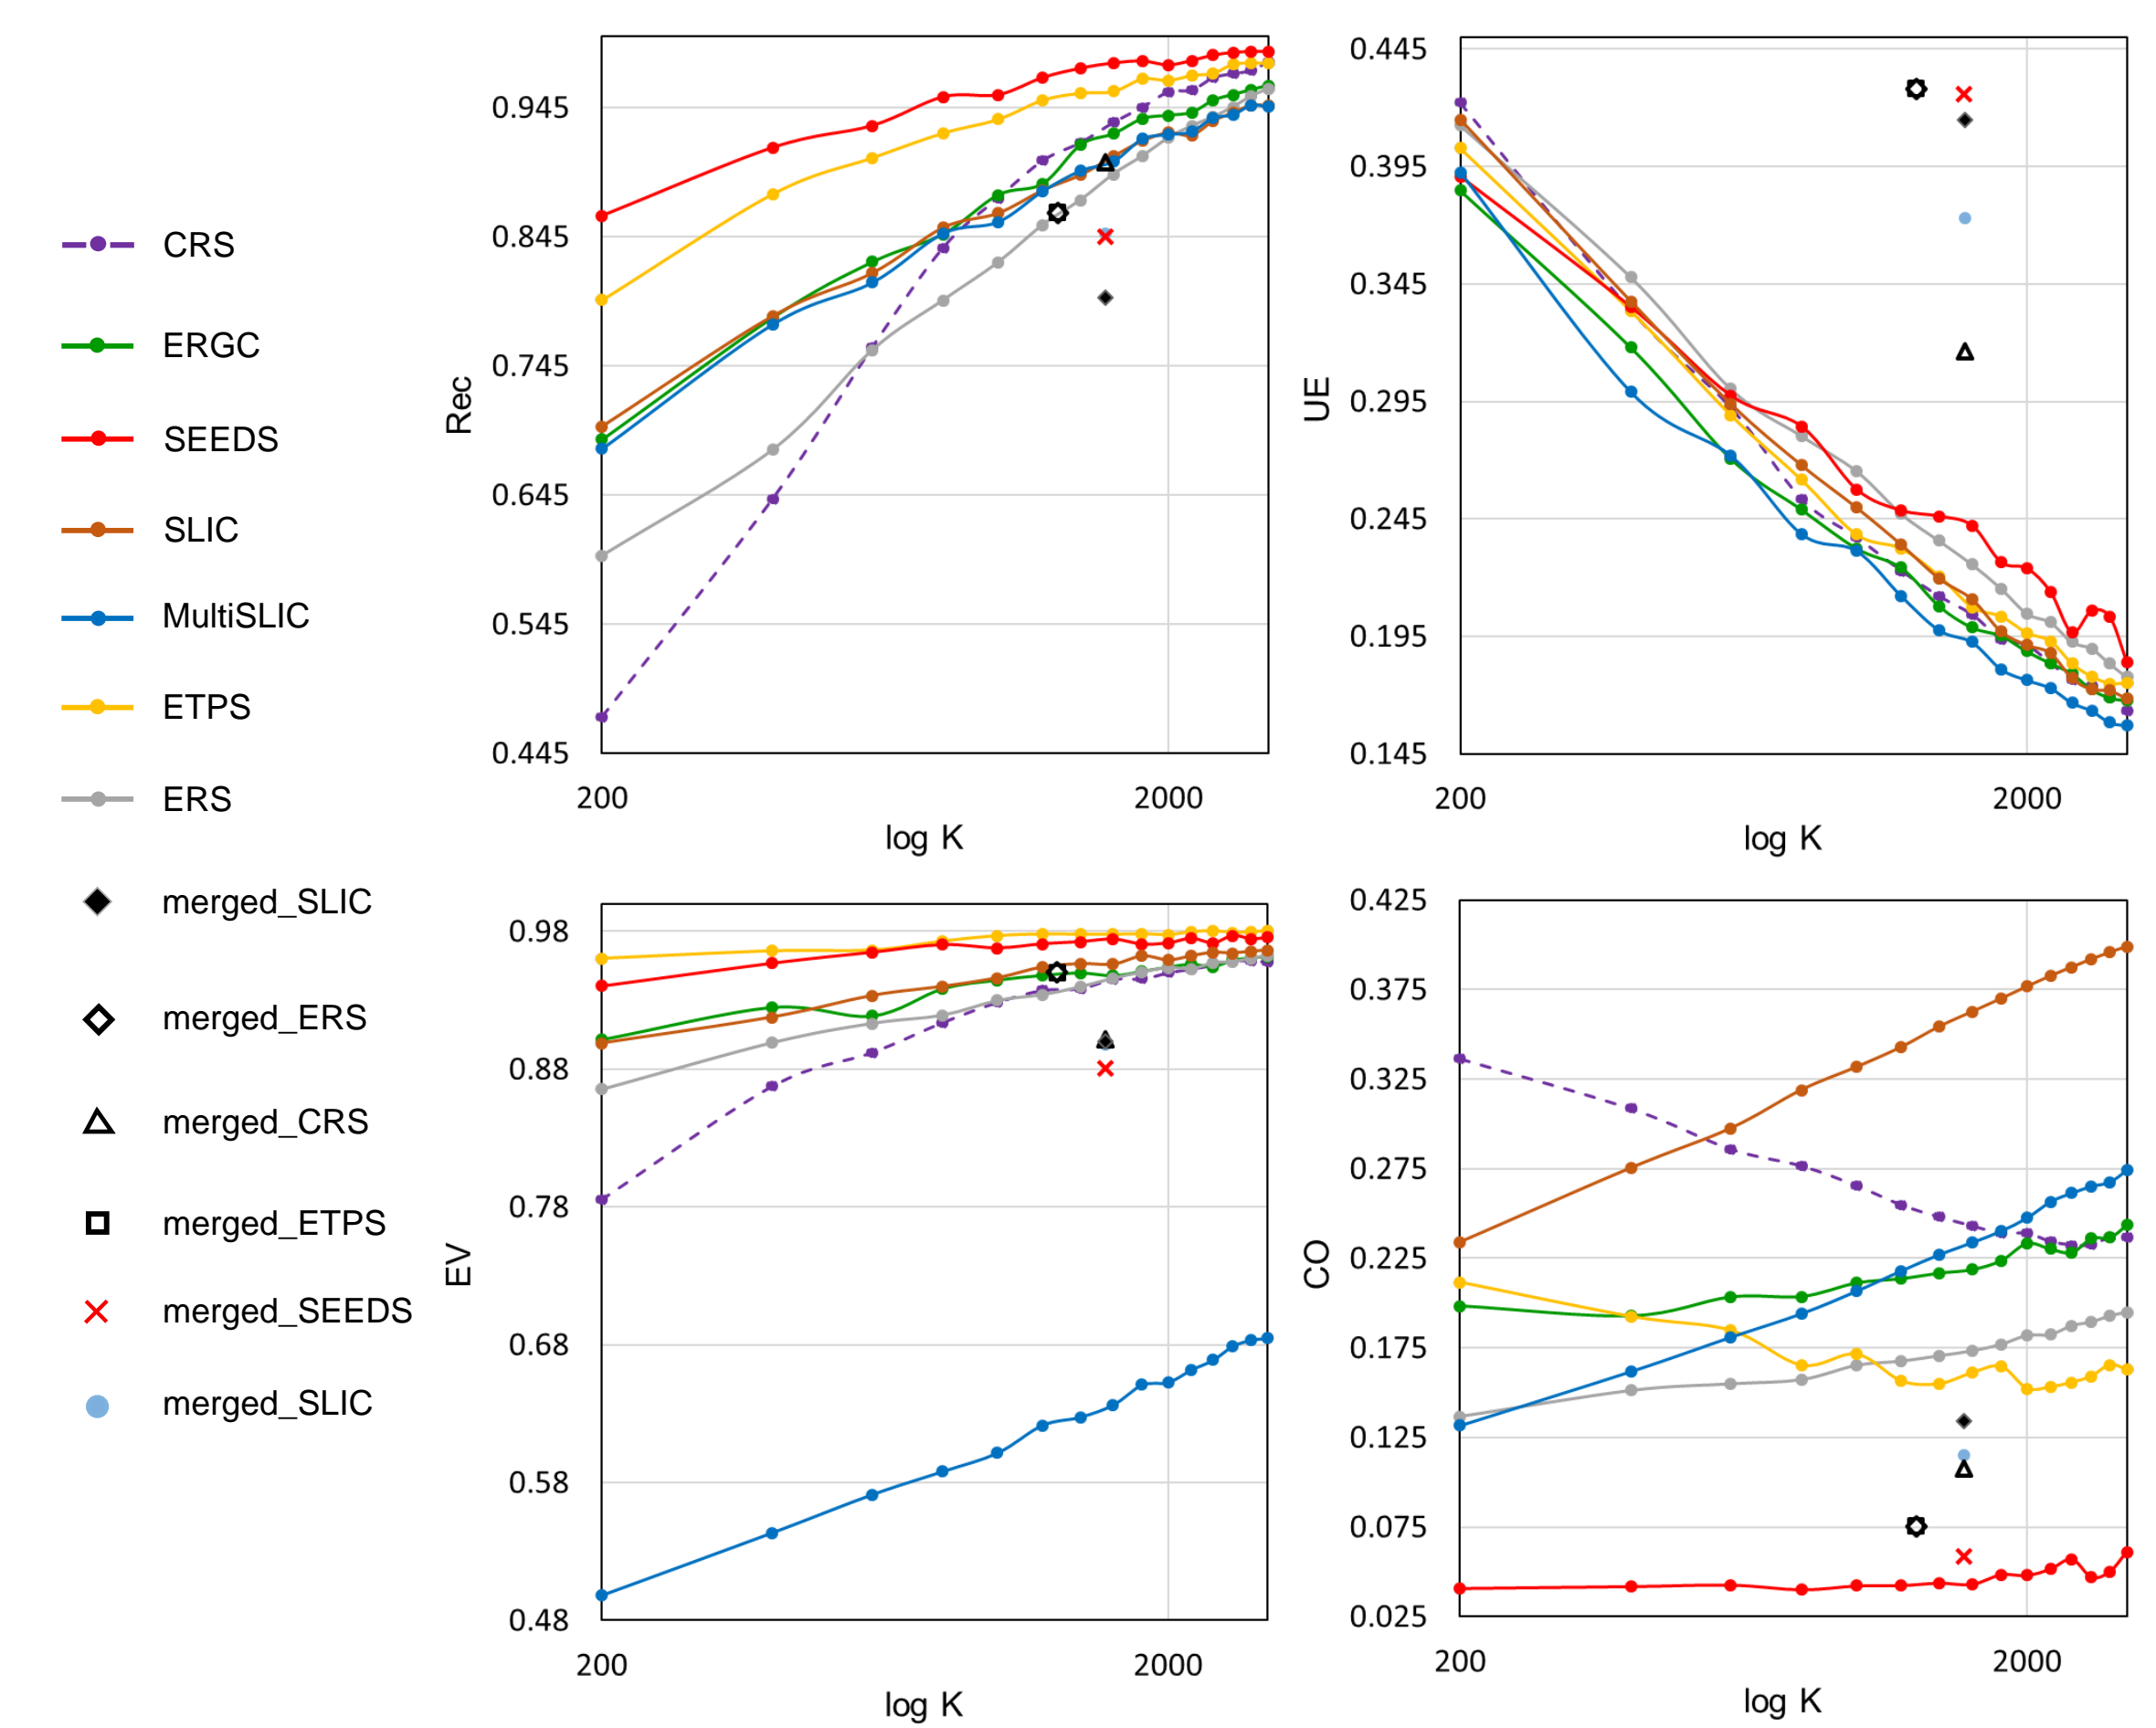 CRS
ERGC
SEEDS
SLIC
MultiSLIC
ETPS
ERS
merged_SLIC
merged_ERS
merged_CRS
merged_ETPS
merged_SEEDS
merged_SLIC
Rec
0.945
0.845
0.745
0.645
0.545
0.445
200 2000
log K
UE
0.445
0.395
0.345
0.295
0.245
0.195
0.145
200 2000
log K
EV
0.98
0.88
0.78
0.68
0.58
0.48
200 2000
log K
CO
0.425
0.375
0.325
0.275
0.225
0.175
0.125
0.075
0.025
200 2000
log K